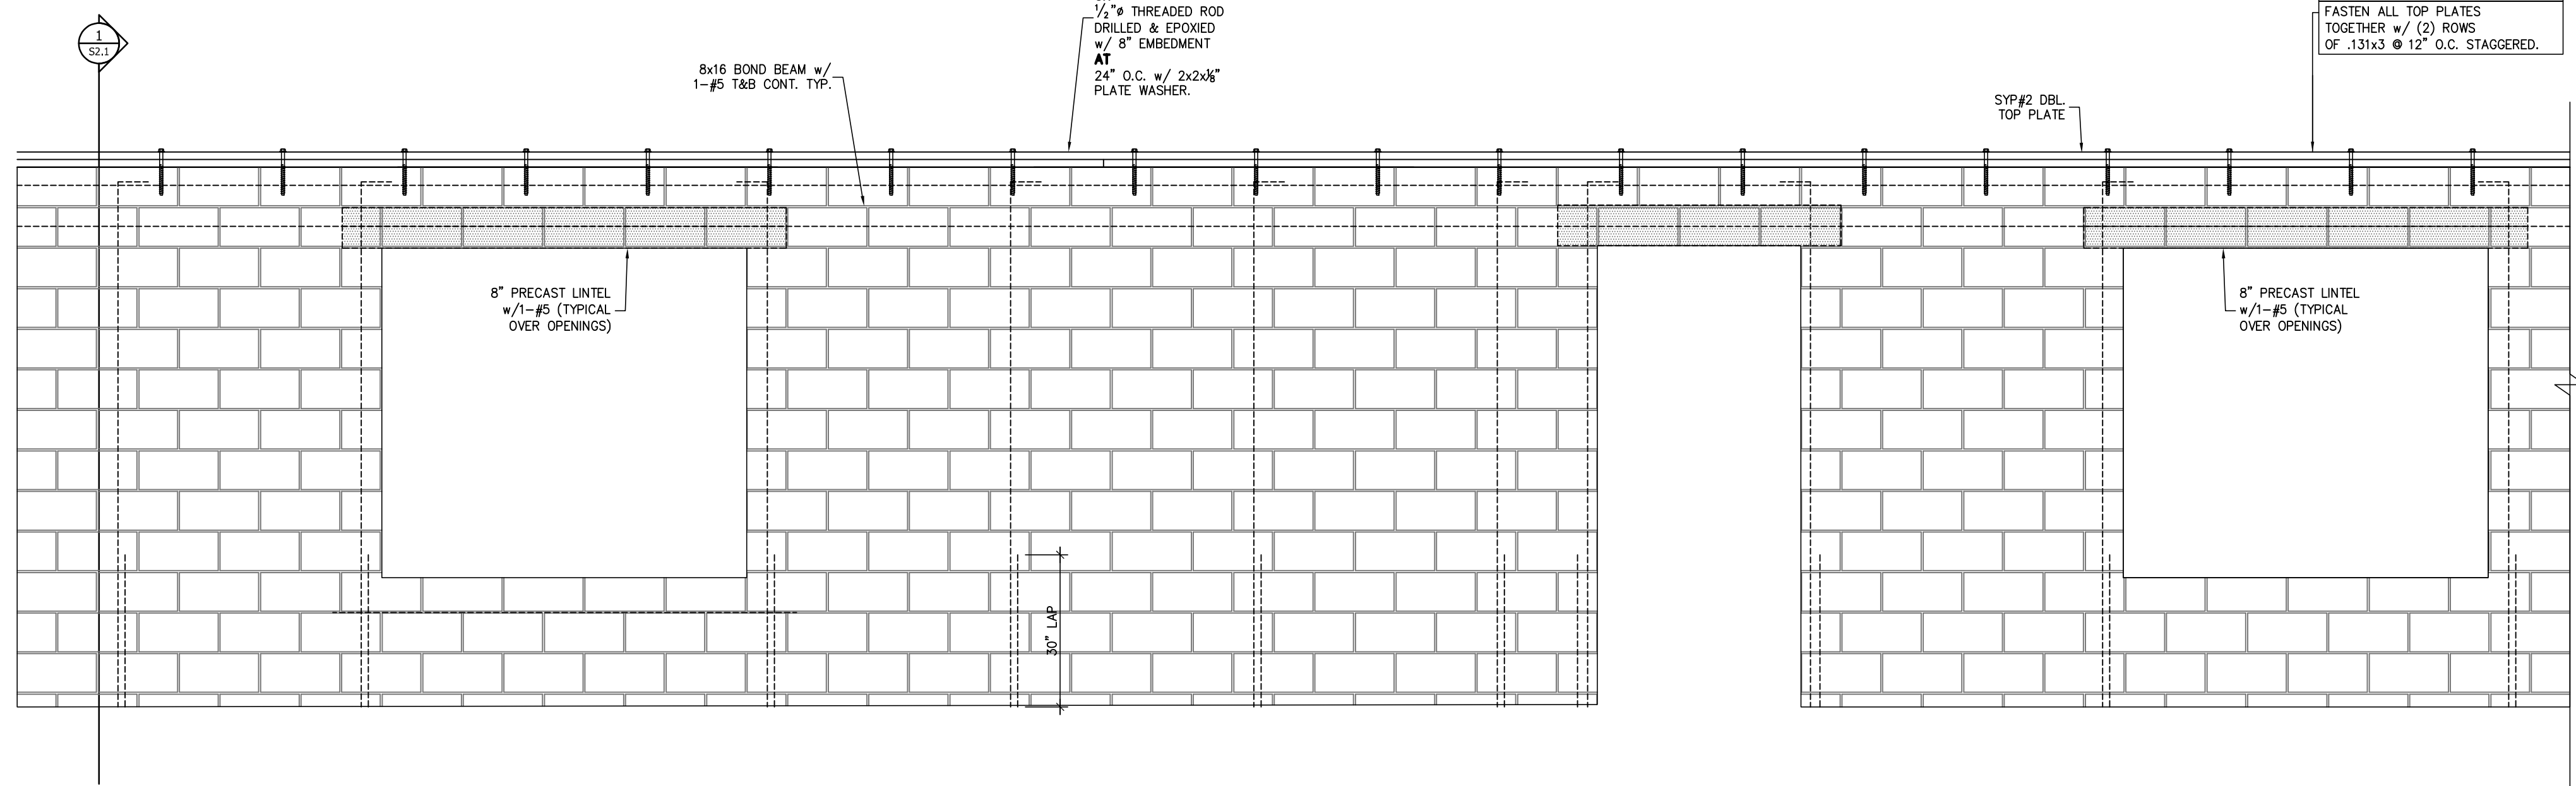 1
S2.1
8x16 BOND BEAM w/
1-#5 T&B CONT. TYP.
½"ø THREADED ROD
DRILLED & EPOXIED
w/ 8" EMBEDMENT
AT
24" O.C. w/ 2x2x⅛"
PLATE WASHER.
SYP#2 DBL.
TOP PLATE
FASTEN ALL TOP PLATES
TOGETHER w/ (2) ROWS
OF .131x3 @ 12" O.C. STAGGERED.
8" PRECAST LINTEL
w/1-#5 (TYPICAL
OVER OPENINGS)
8" PRECAST LINTEL
w/1-#5 (TYPICAL
OVER OPENINGS)
30" LAP